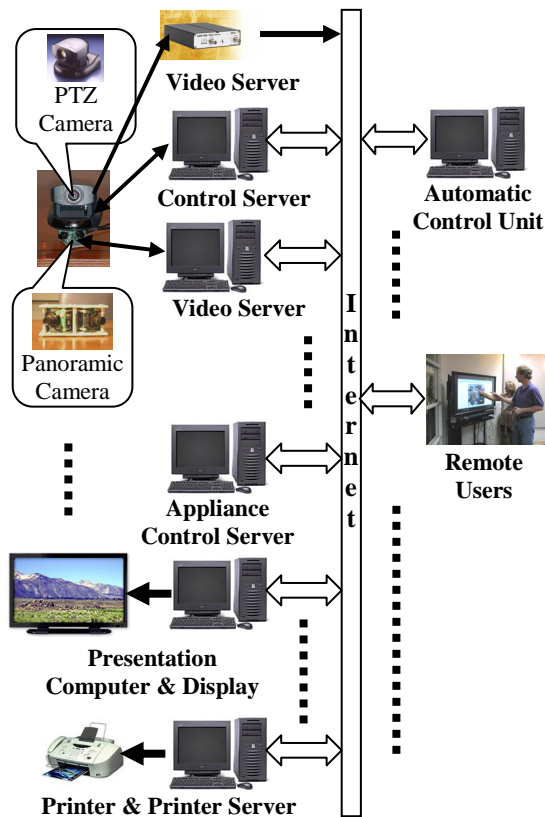 Video Server
PTZ
Camera
Control Server
Automatic
Control Unit
Video Server
Internet
Panoramic
Camera
Remote
Users
Appliance
Control Server
Presentation
Computer & Display
Printer & Printer Server